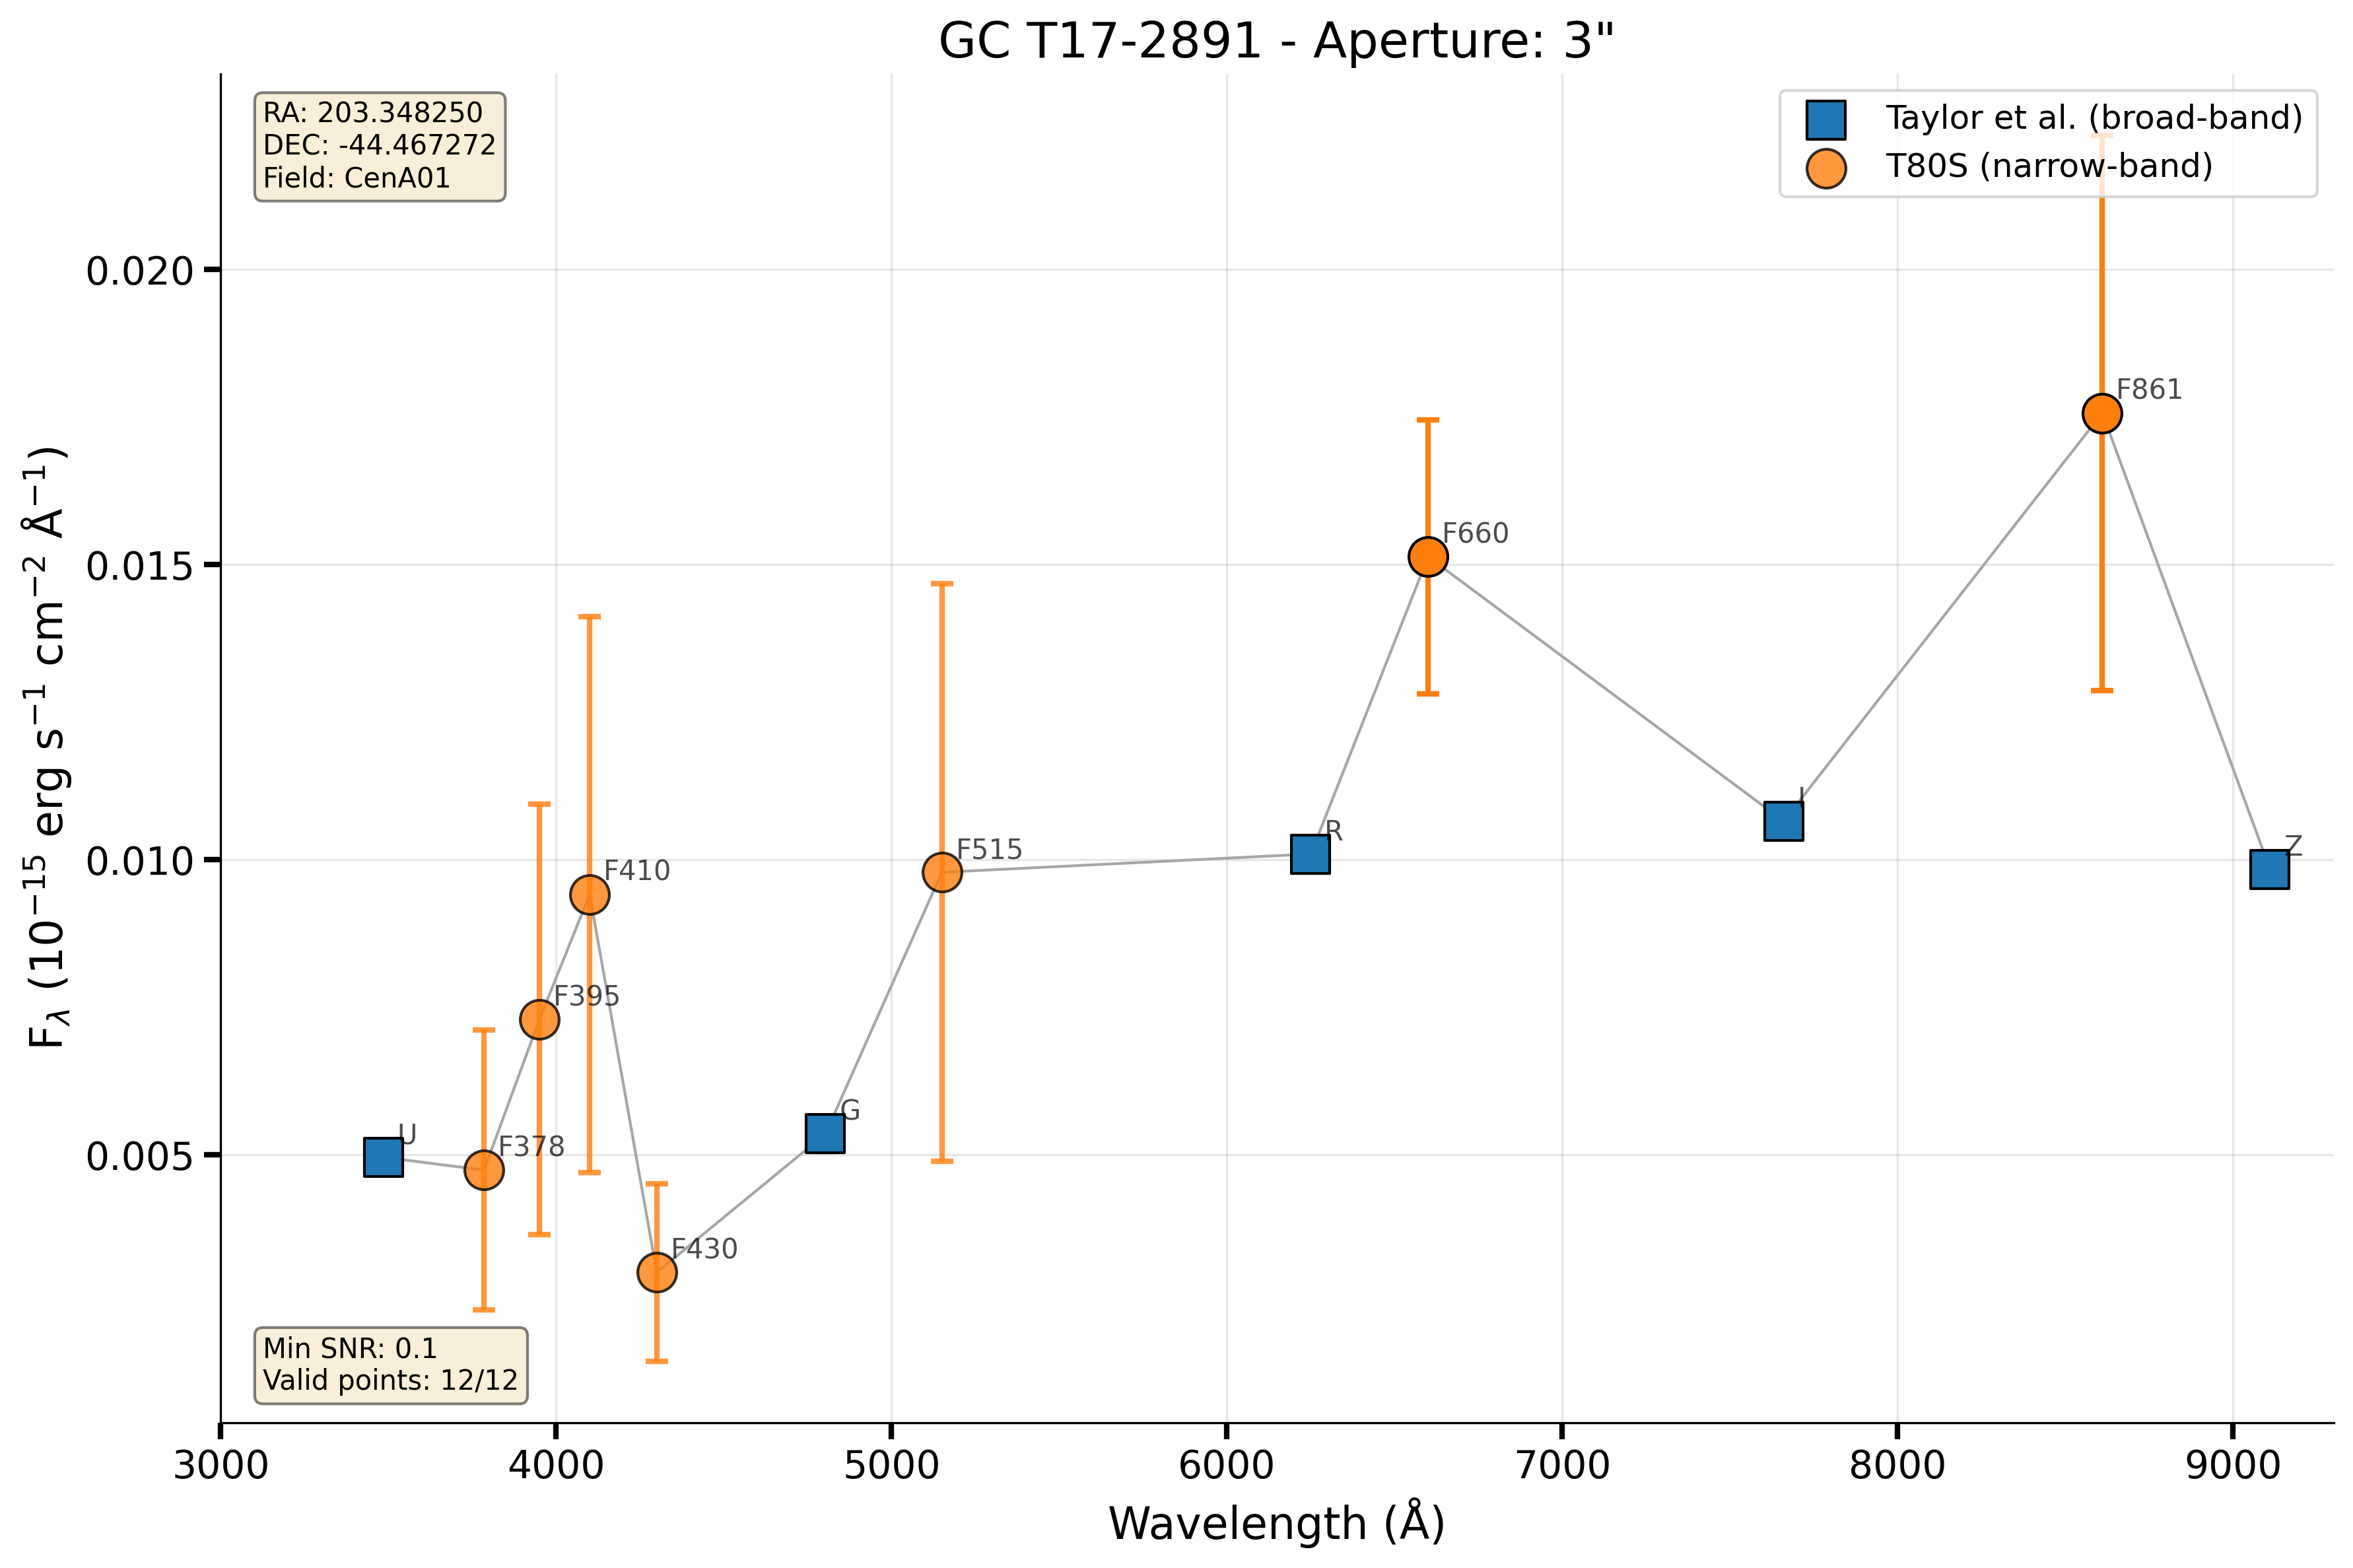 GC T17-2891 - Aperture: 3"
RA: 203.348250
DEC: -44.467272
Field: CenA01
Taylor et al. (broad-band)
T80S (narrow-band)
F_λ (10⁻¹⁵ erg s⁻¹ cm⁻² Å⁻¹)
0.020
0.015
0.010
0.005
U
F378
F395
F410
F430
G
F515
R
F660
I
F861
Z
Min SNR: 0.1
Valid points: 12/12
3000 4000 5000 6000 7000 8000 9000
Wavelength (Å)